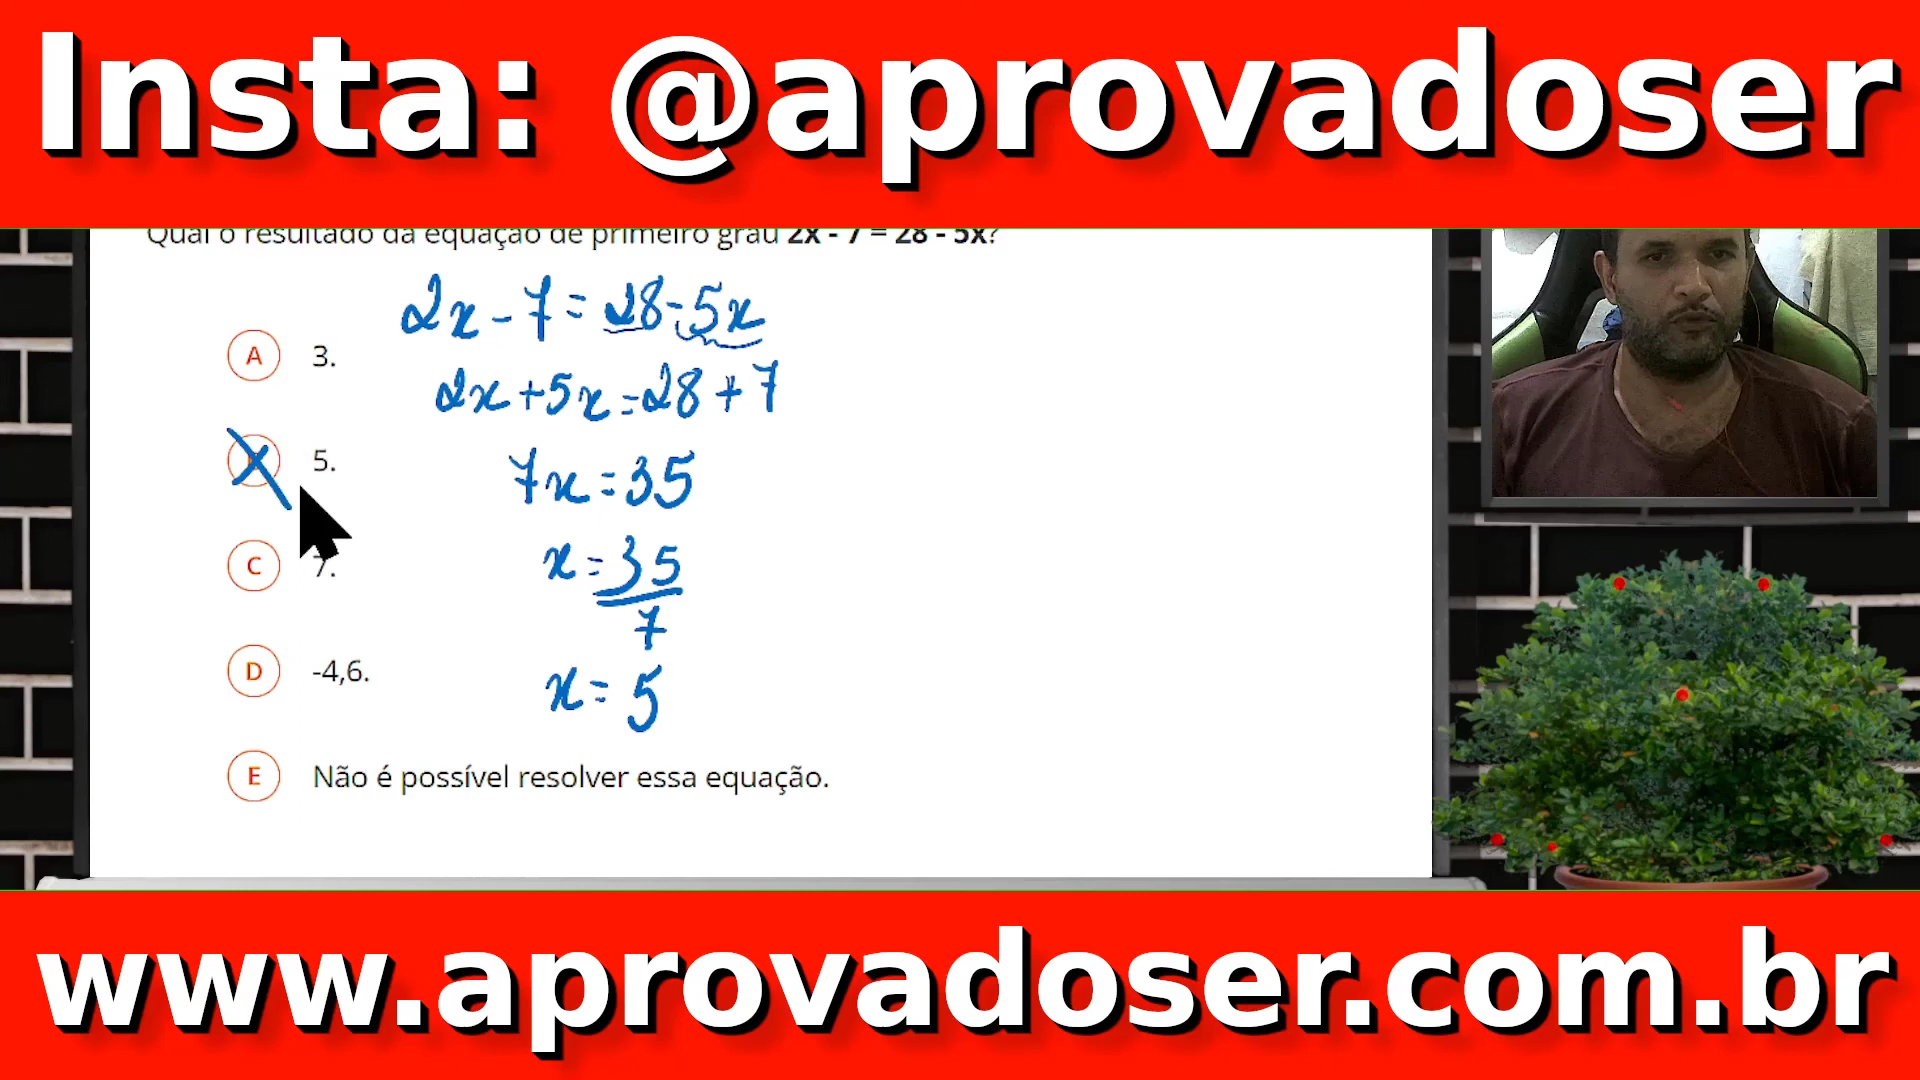 Insta: @aprovadoser
Qual o resultado da equação de primeiro grau 2x - 7 = 28 - 5x?
2x - 7 = 28 - 5x
A 3.
2x + 5x = 28 + 7
5.
7x = 35
C 7.
x = 35
7
D -4,6.
x = 5
E Não é possível resolver essa equação.
www.aprovadoser.com.br